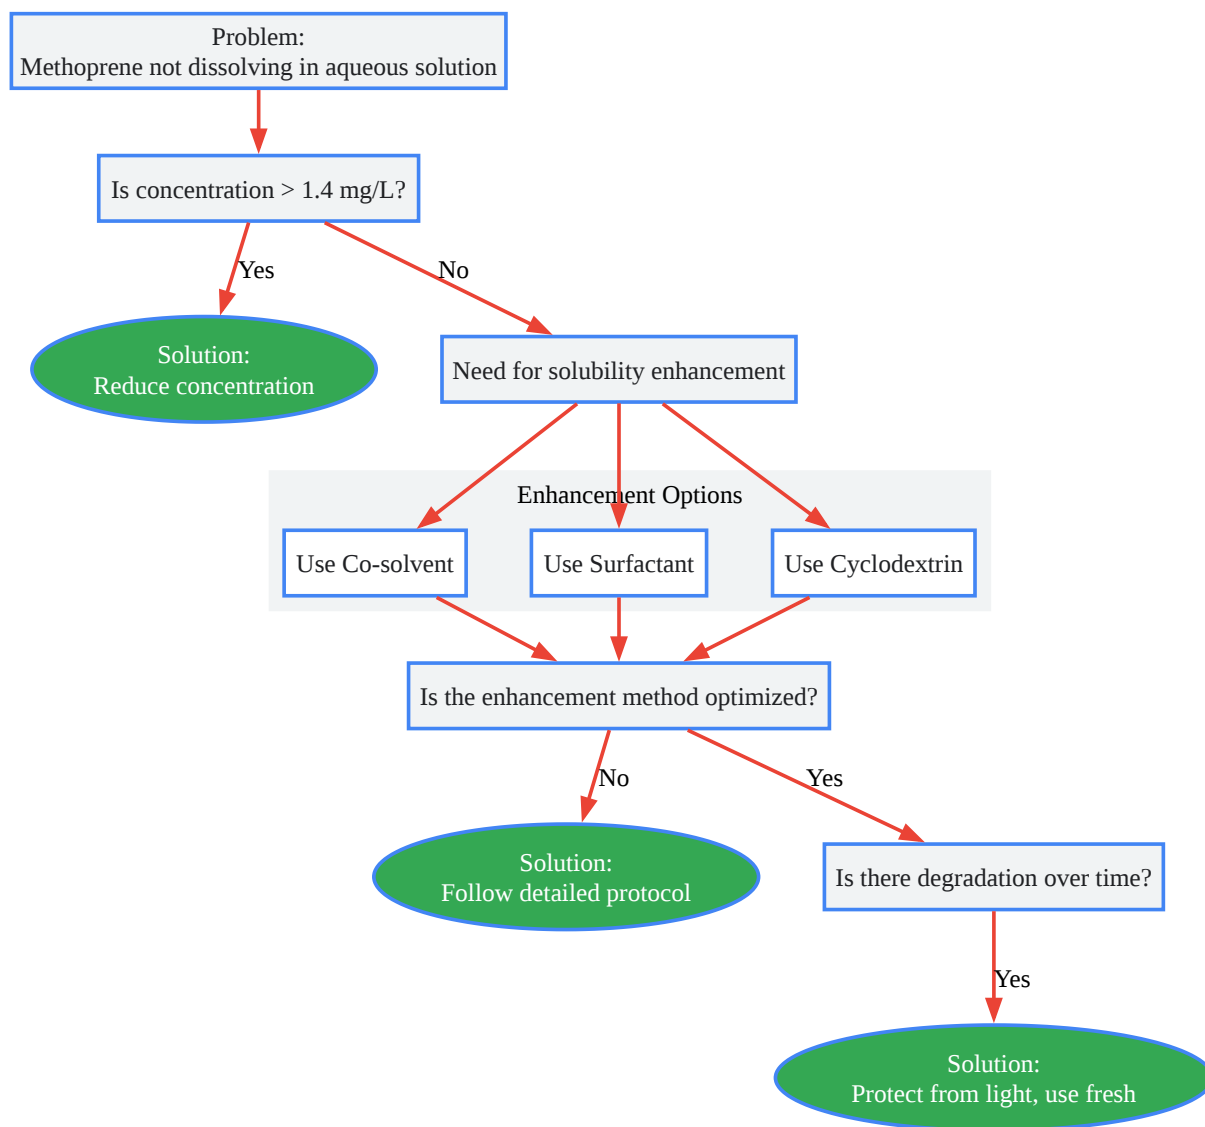 Problem:
Methoprene not dissolving in aqueous solution
Is concentration > 1.4 mg/L?
Yes
No
Solution:
Reduce concentration
Need for solubility enhancement
Enhancement Options
Use Co-solvent
Use Surfactant
Use Cyclodextrin
Is the enhancement method optimized?
No
Yes
Solution:
Follow detailed protocol
Is there degradation over time?
Yes
Solution:
Protect from light, use fresh